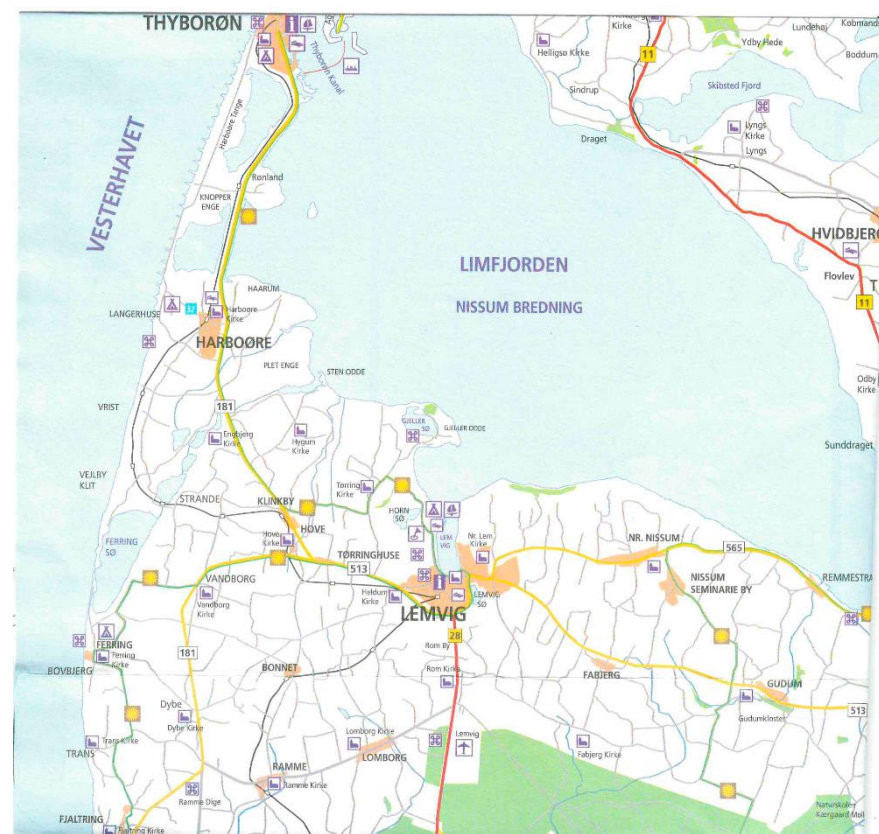 THYBORØN
Thyborøn Kanal
Harboøre Tange
VESTERHAVET
Rønland
KNOPPER
ENGE
Helligsø Kirke
Kirke
Sindrup
Draget
11
Ydby Hede
Lundehøj
Boddum
Skibsted Fjord
Lyngs
Kirke
Lyngs
HVIDBJERG
Flovlev
11
LIMFJORDEN
NISSUM BREDNING
HAARUM
LANGERHUSE
32
Harboøre
Kirke
HARBOØRE
PLET ENGE
STEN ODDE
Odby
Kirke
VRIST
181
Engbjerg
Kirke
Hygum
Kirke
GJELLER
SØ
GJELLER ODDE
Sunddraget
VEJLBY
KLIT
STRANDE
KLINKBY
Tørring
Kirke
HORN
SØ
FERRING
SØ
HOVE
Hove
Kirke
LEM
VIG
Nr. Lem
Kirke
NR. NISSUM
565
TØRRINGHUSE
513
VANDBORG
Vandborg
Kirke
Heldum
Kirke
LEMVIG
LEMVIG
SØ
NISSUM
SEMINARIE BY
REMMESTRA
28
Rom By
FERRING
Ferring
Kirke
BOVBJERG
181
BONNET
Rom Kirke
FABJERG
GUDUM
Gudumkloster
513
Dybe
Dybe Kirke
TRANS
Trans Kirke
Lomborg Kirke
LOMBORG
Lemvig
Fabjerg Kirke
RAMME
Ramme Kirke
Ramme Dige
FJALTRING
Fjaltring Kirke
Naturskolen
Kærgaard Møll